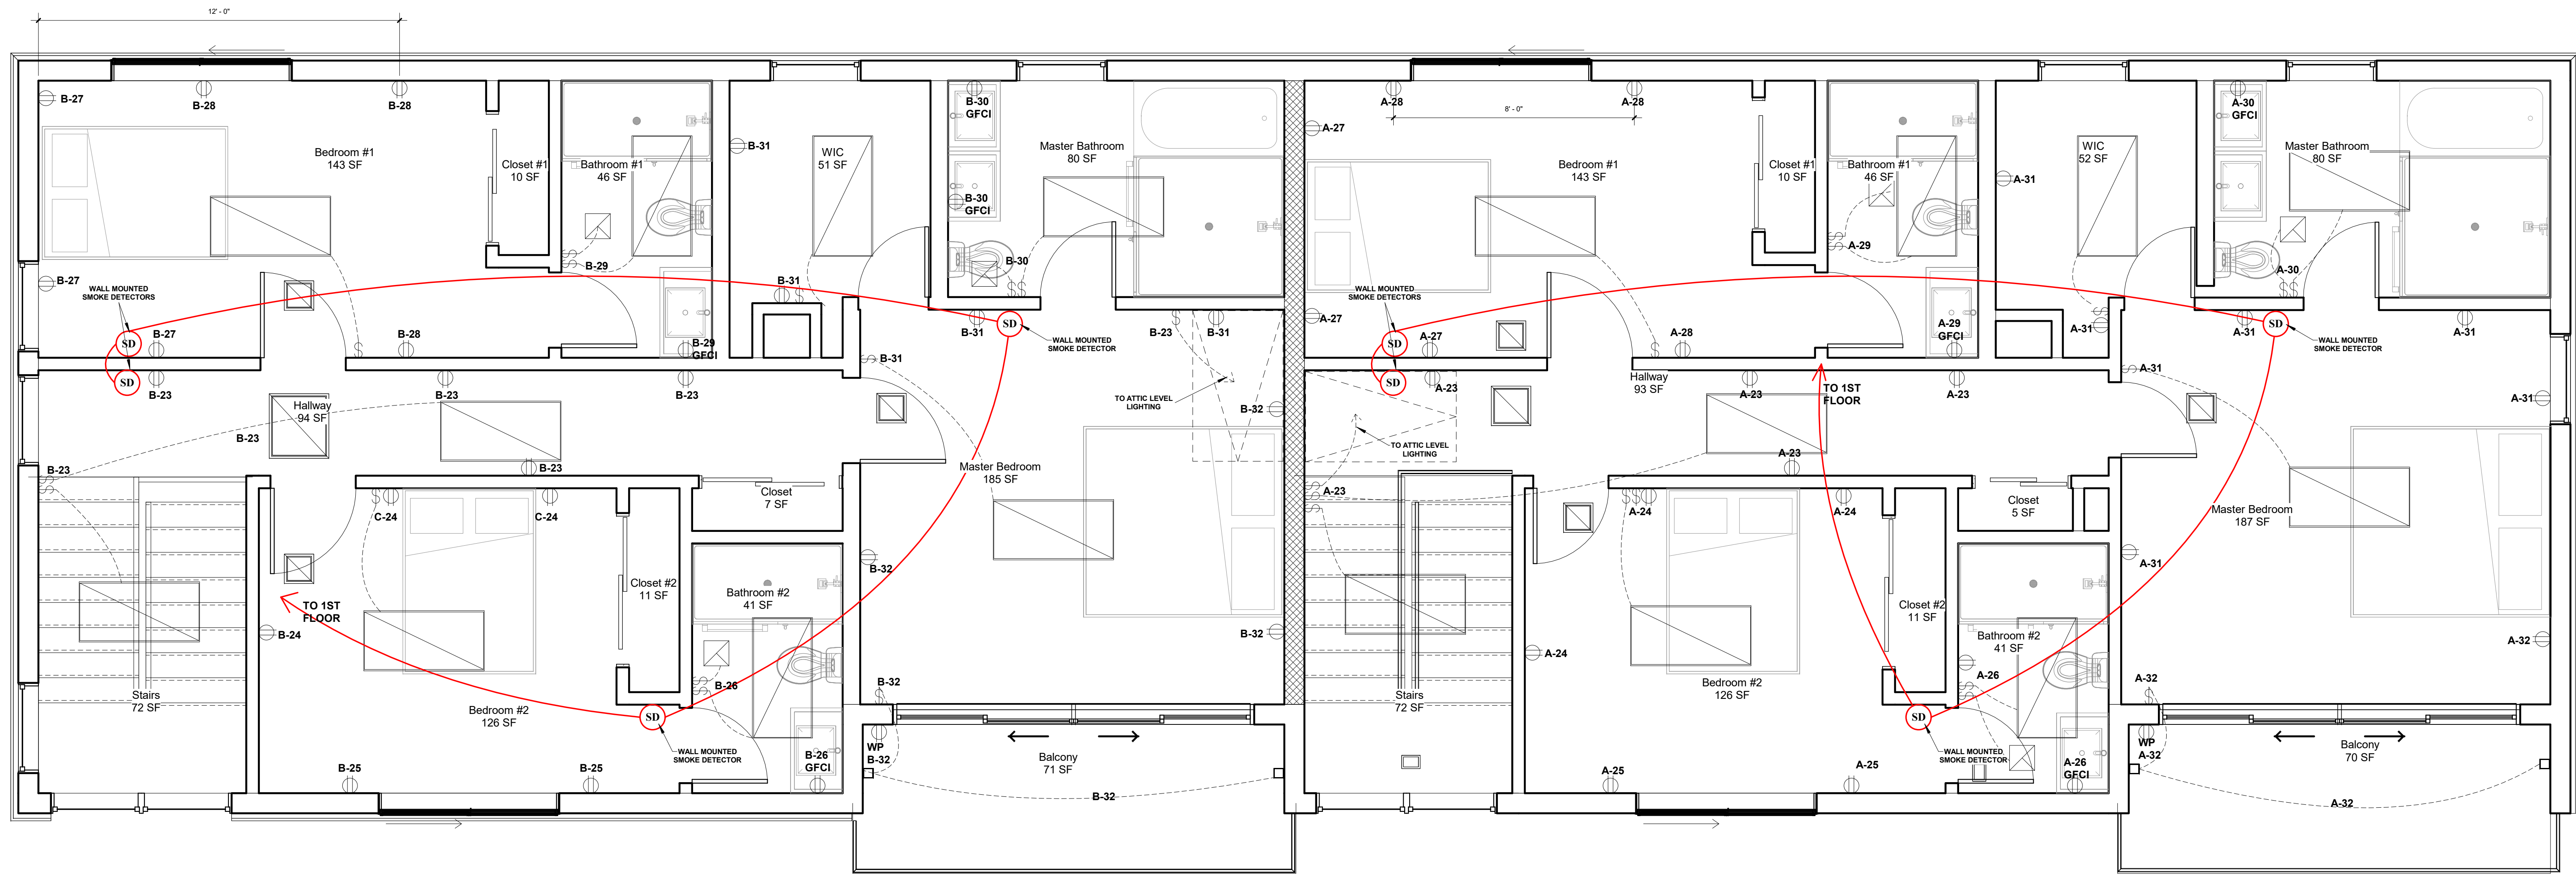 12' - 0"
B-27
B-28
B-28
Bedroom #1
143 SF
Closet #1
10 SF
Bathroom #1
46 SF
B-29
B-31
WIC
51 SF
B-30
GFCI
B-30
GFCI
Master Bathroom
80 SF
B-30
B-27
WALL MOUNTED
SMOKE DETECTORS
SD
B-27
B-28
B-29
GFCI
B-31
B-31
SD
WALL MOUNTED
SMOKE DETECTOR
B-23
B-31
B-31
SD
B-23
B-23
B-23
Hallway
94 SF
B-23
B-23
B-23
TO ATTIC LEVEL
LIGHTING
B-32
Master Bedroom
185 SF
C-24
C-24
Closet
7 SF
B-32
Closet #2
11 SF
Bathroom #2
41 SF
TO 1ST
FLOOR
B-24
B-32
Stairs
72 SF
Bedroom #2
126 SF
B-26
SD
WALL MOUNTED
SMOKE DETECTOR
B-32
WP
B-32
B-25
B-25
B-26
GFCI
Balcony
71 SF
B-32
A-28
8' - 0"
A-28
A-27
Bedroom #1
143 SF
Closet #1
10 SF
Bathroom #1
46 SF
A-29
WIC
52 SF
A-31
A-30
GFCI
Master Bathroom
80 SF
A-30
WALL MOUNTED
SMOKE DETECTORS
A-27
SD
A-27
A-28
A-29
GFCI
A-31
A-31
SD
A-31
WALL MOUNTED
SMOKE DETECTOR
A-31
SD
A-23
Hallway
93 SF
A-23
TO 1ST
FLOOR
A-23
A-31
TO ATTIC LEVEL
LIGHTING
A-23
A-23
A-24
A-24
Closet
5 SF
Master Bedroom
187 SF
A-31
Closet #2
11 SF
Bathroom #2
41 SF
A-32
A-24
Stairs
72 SF
Bedroom #2
126 SF
A-26
A-32
SD
WALL MOUNTED
SMOKE DETECTOR
WP
A-32
A-25
A-25
A-26
GFCI
Balcony
70 SF
A-32